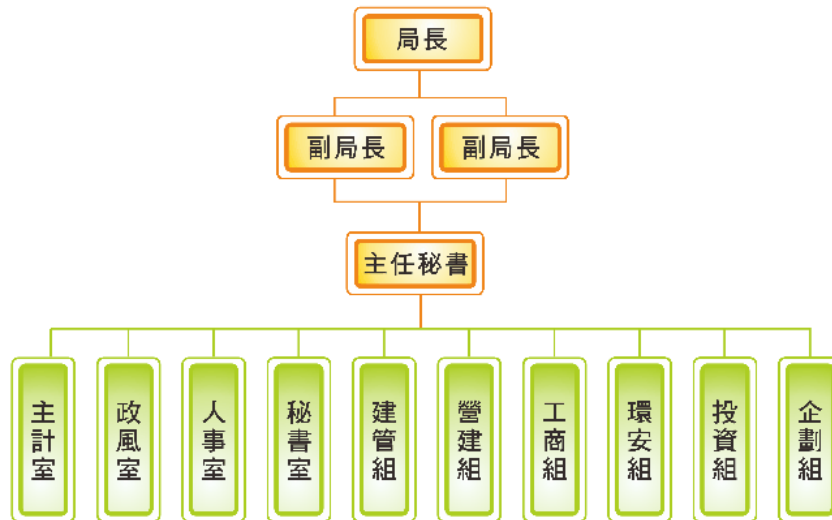 局長
副局長
副局長
主任秘書
主計室
政風室
人事室
秘書室
建管組
營建組
工商組
環安組
投資組
企劃組